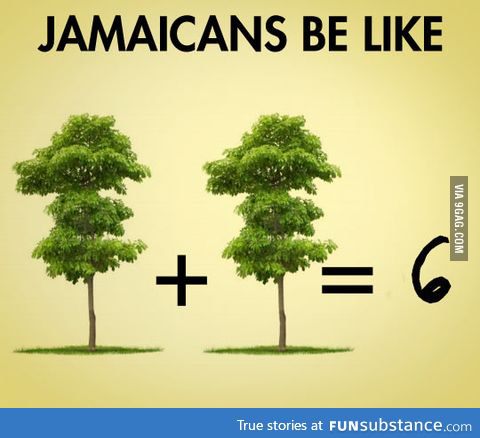 JAMAICANS BE LIKE
+ = 6
VIA 9GAG.COM
True stories at FUNsubstance.com